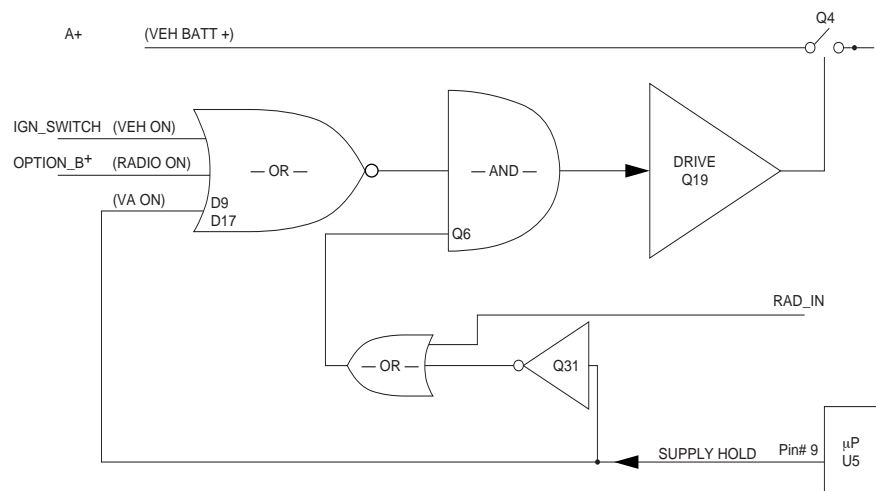 Q4
A+ (VEH BATT +)
IGN_SWITCH (VEH ON)
OPTION_B+ (RADIO ON)
(VA ON)
— OR —
D9
D17
— AND —
Q6
DRIVE
Q19
RAD_IN
— OR —
Q31
SUPPLY HOLD
Pin# 9
µP
U5